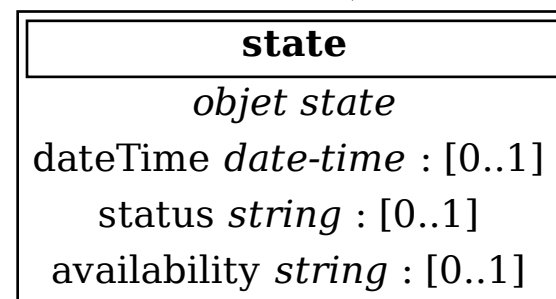 state
objet state
dateTime date-time : [0..1]
status string : [0..1]
availability string : [0..1]